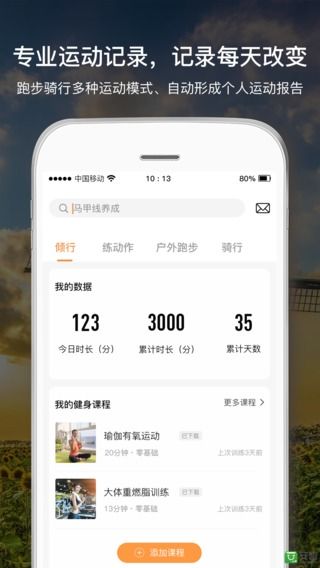 专业运动记录，记录每天改变
跑步骑行多种运动模式、自动形成个人运动报告
中国移动 10：13 80%
马甲线养成
倾行 练动作 户外跑步 骑行
我的数据
123 3000 35
今日时长（分） 累计时长（分） 累计天数
我的健身课程 更多课程 >
瑜伽有氧运动 已下载
20分钟・零基础 上次训练3天前
大体重燃脂训练 已下载
13分钟・零基础 上次训练3天前
+ 添加课程